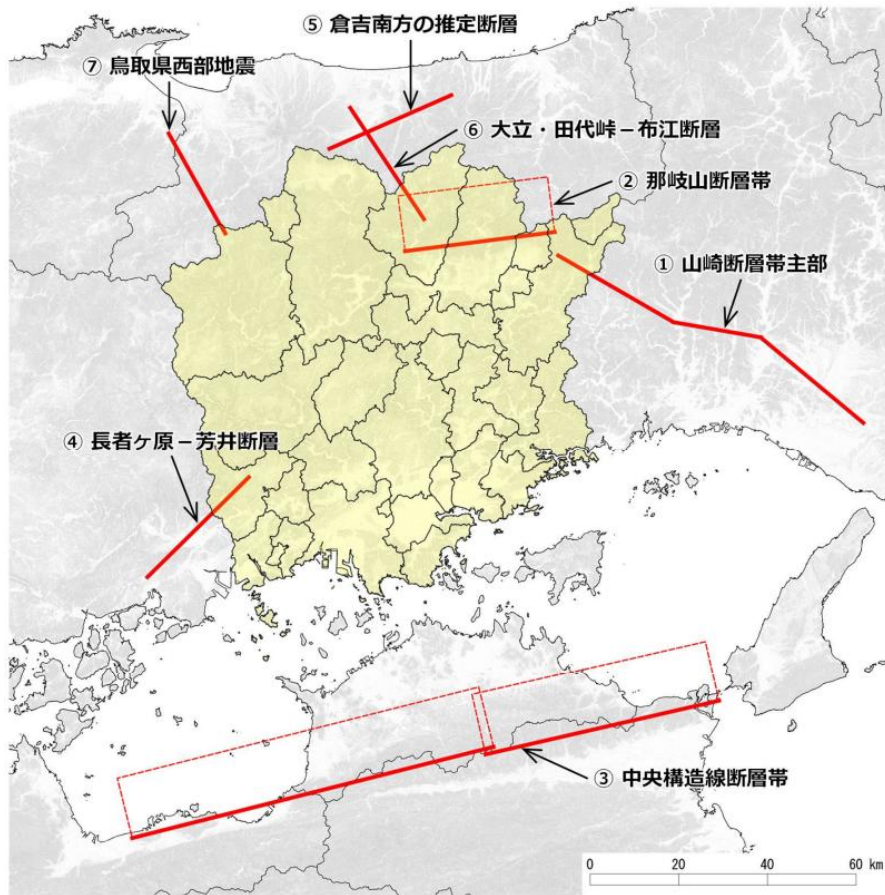 ⑤ 倉吉南方の推定断層
⑦ 鳥取県西部地震
⑥ 大立・田代峠－布江断層
② 那岐山断層帯
① 山崎断層帯主部
④ 長者ヶ原－芳井断層
③ 中央構造線断層帯
0 20 40 60 km